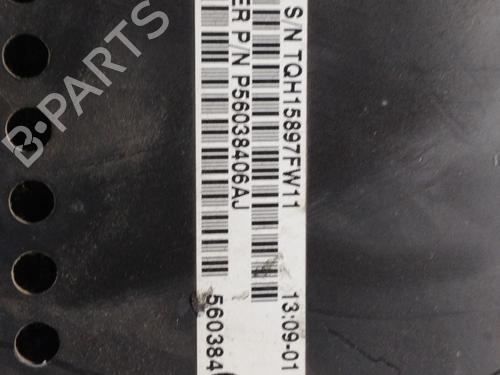 S/N TQH15897FW11 13:09-01
ER P/N P56038406AJ 560384
B-PARTS